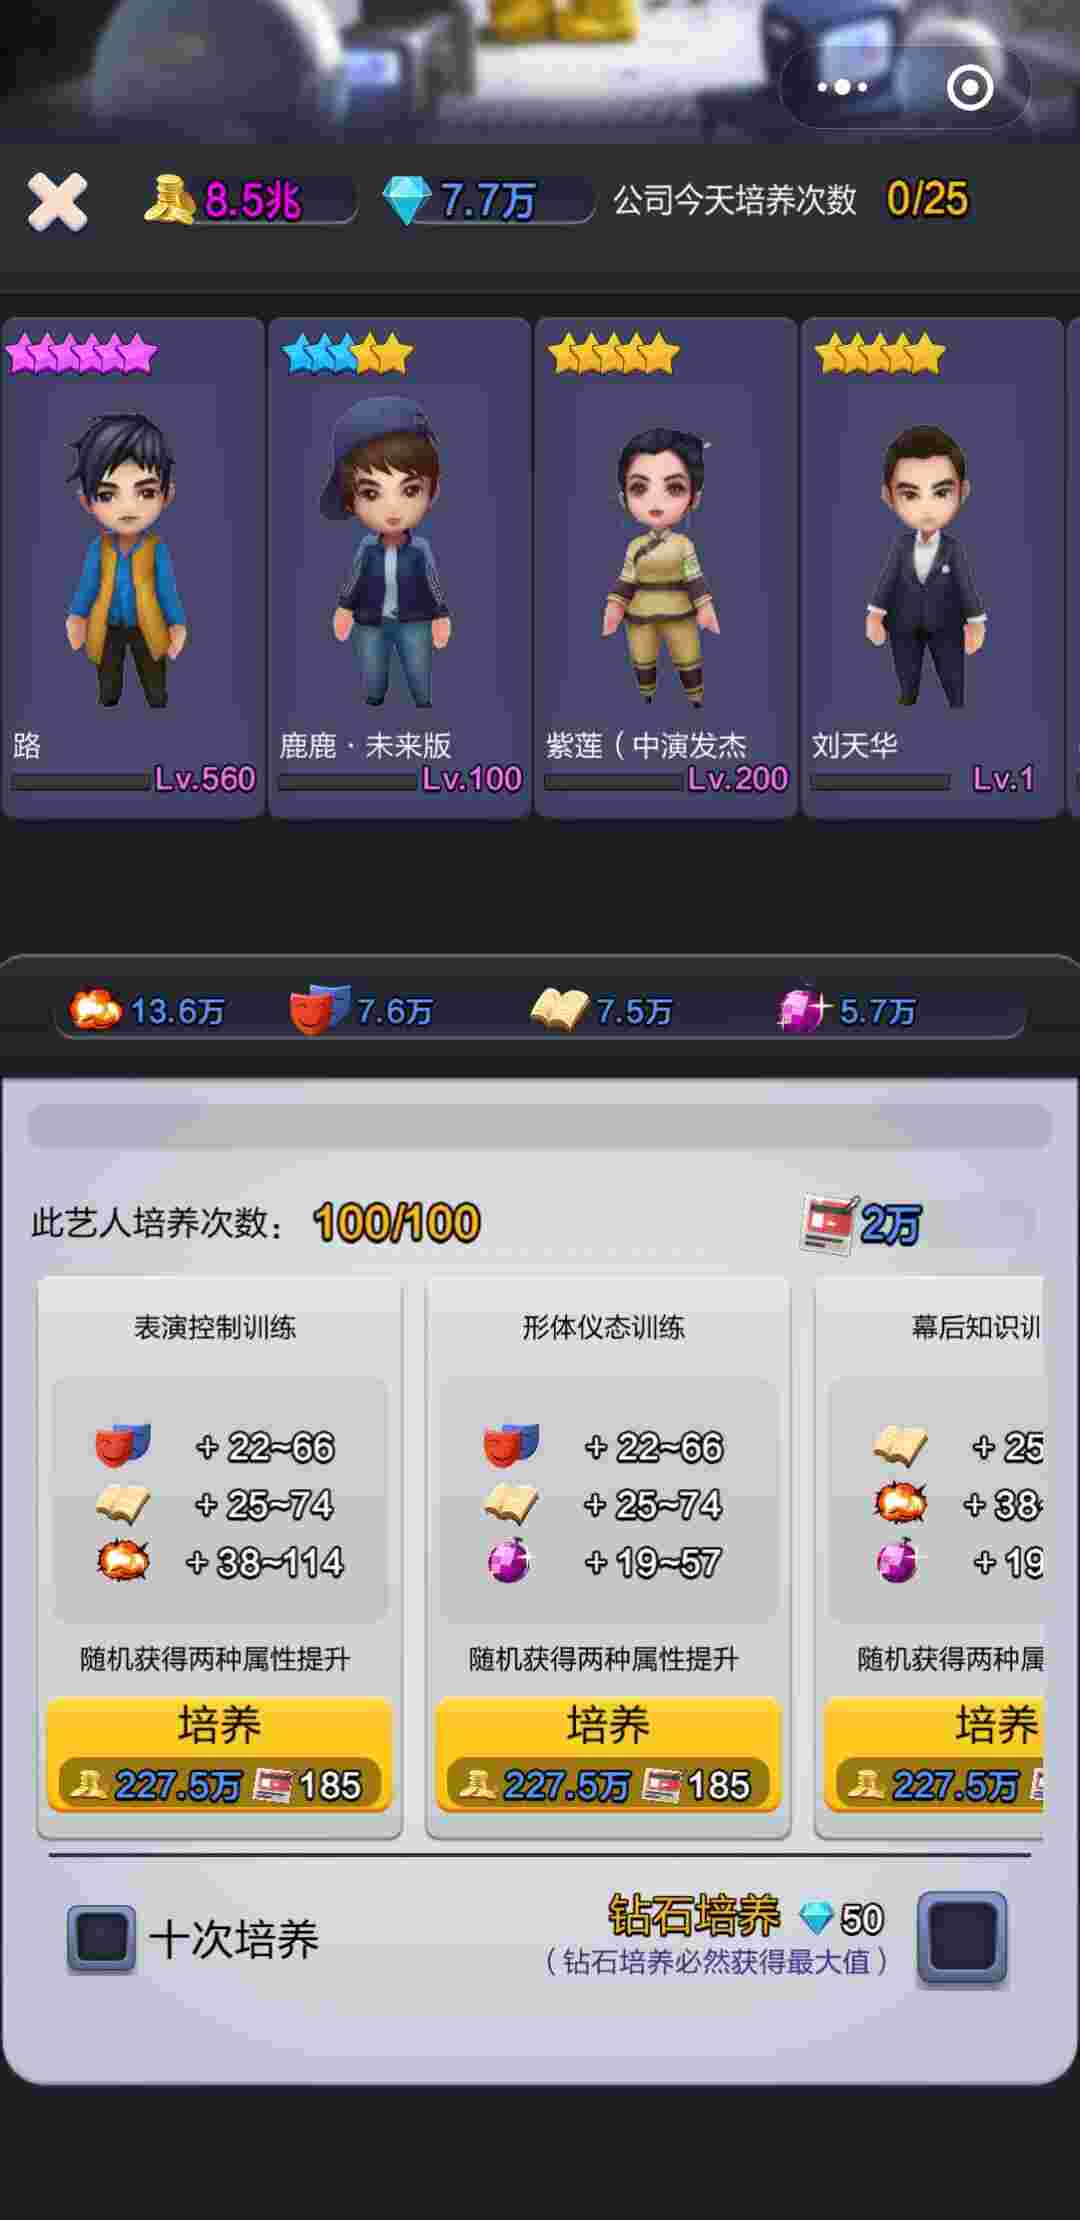 8.5兆 7.7万 公司今天培养次数 0/25
路 鹿鹿·未来版 紫莲（中演发杰 刘天华
Lv.560 Lv.100 Lv.200 Lv.1
13.6万 7.6万 7.5万 5.7万
此艺人培养次数： 100/100 2万
表演控制训练 形体仪态训练 幕后知识训
+ 22~66 + 22~66 + 25
+ 25~74 + 25~74 + 38
+ 38~114 + 19~57 + 19
随机获得两种属性提升 随机获得两种属性提升 随机获得两种属
培养 培养 培养
227.5万 185 227.5万 185 227.5万
十次培养 钻石培养 50
（钻石培养必然获得最大值）